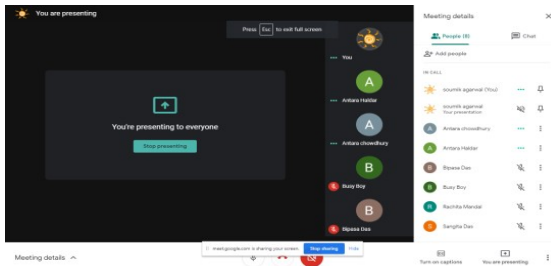 You are presenting
Press Esc to exit full screen
You
A
Antara Haldar
A
Antara chowdhury
B
Busy Boy
B
Bipasa Das
You're presenting to everyone
Stop presenting
Meeting details
meet.google.com is sharing your screen.
Stop sharing
Hide
Meeting details
People (8)
Chat
Add people
IN CALL
soumik agarwal (You)
soumik agarwal
Your presentation
A Antara chowdhury
A Antara Haldar
B Bipasa Das
B Busy Boy
R Rachita Mandal
S Sangha Das
Turn on captions
You are presenting